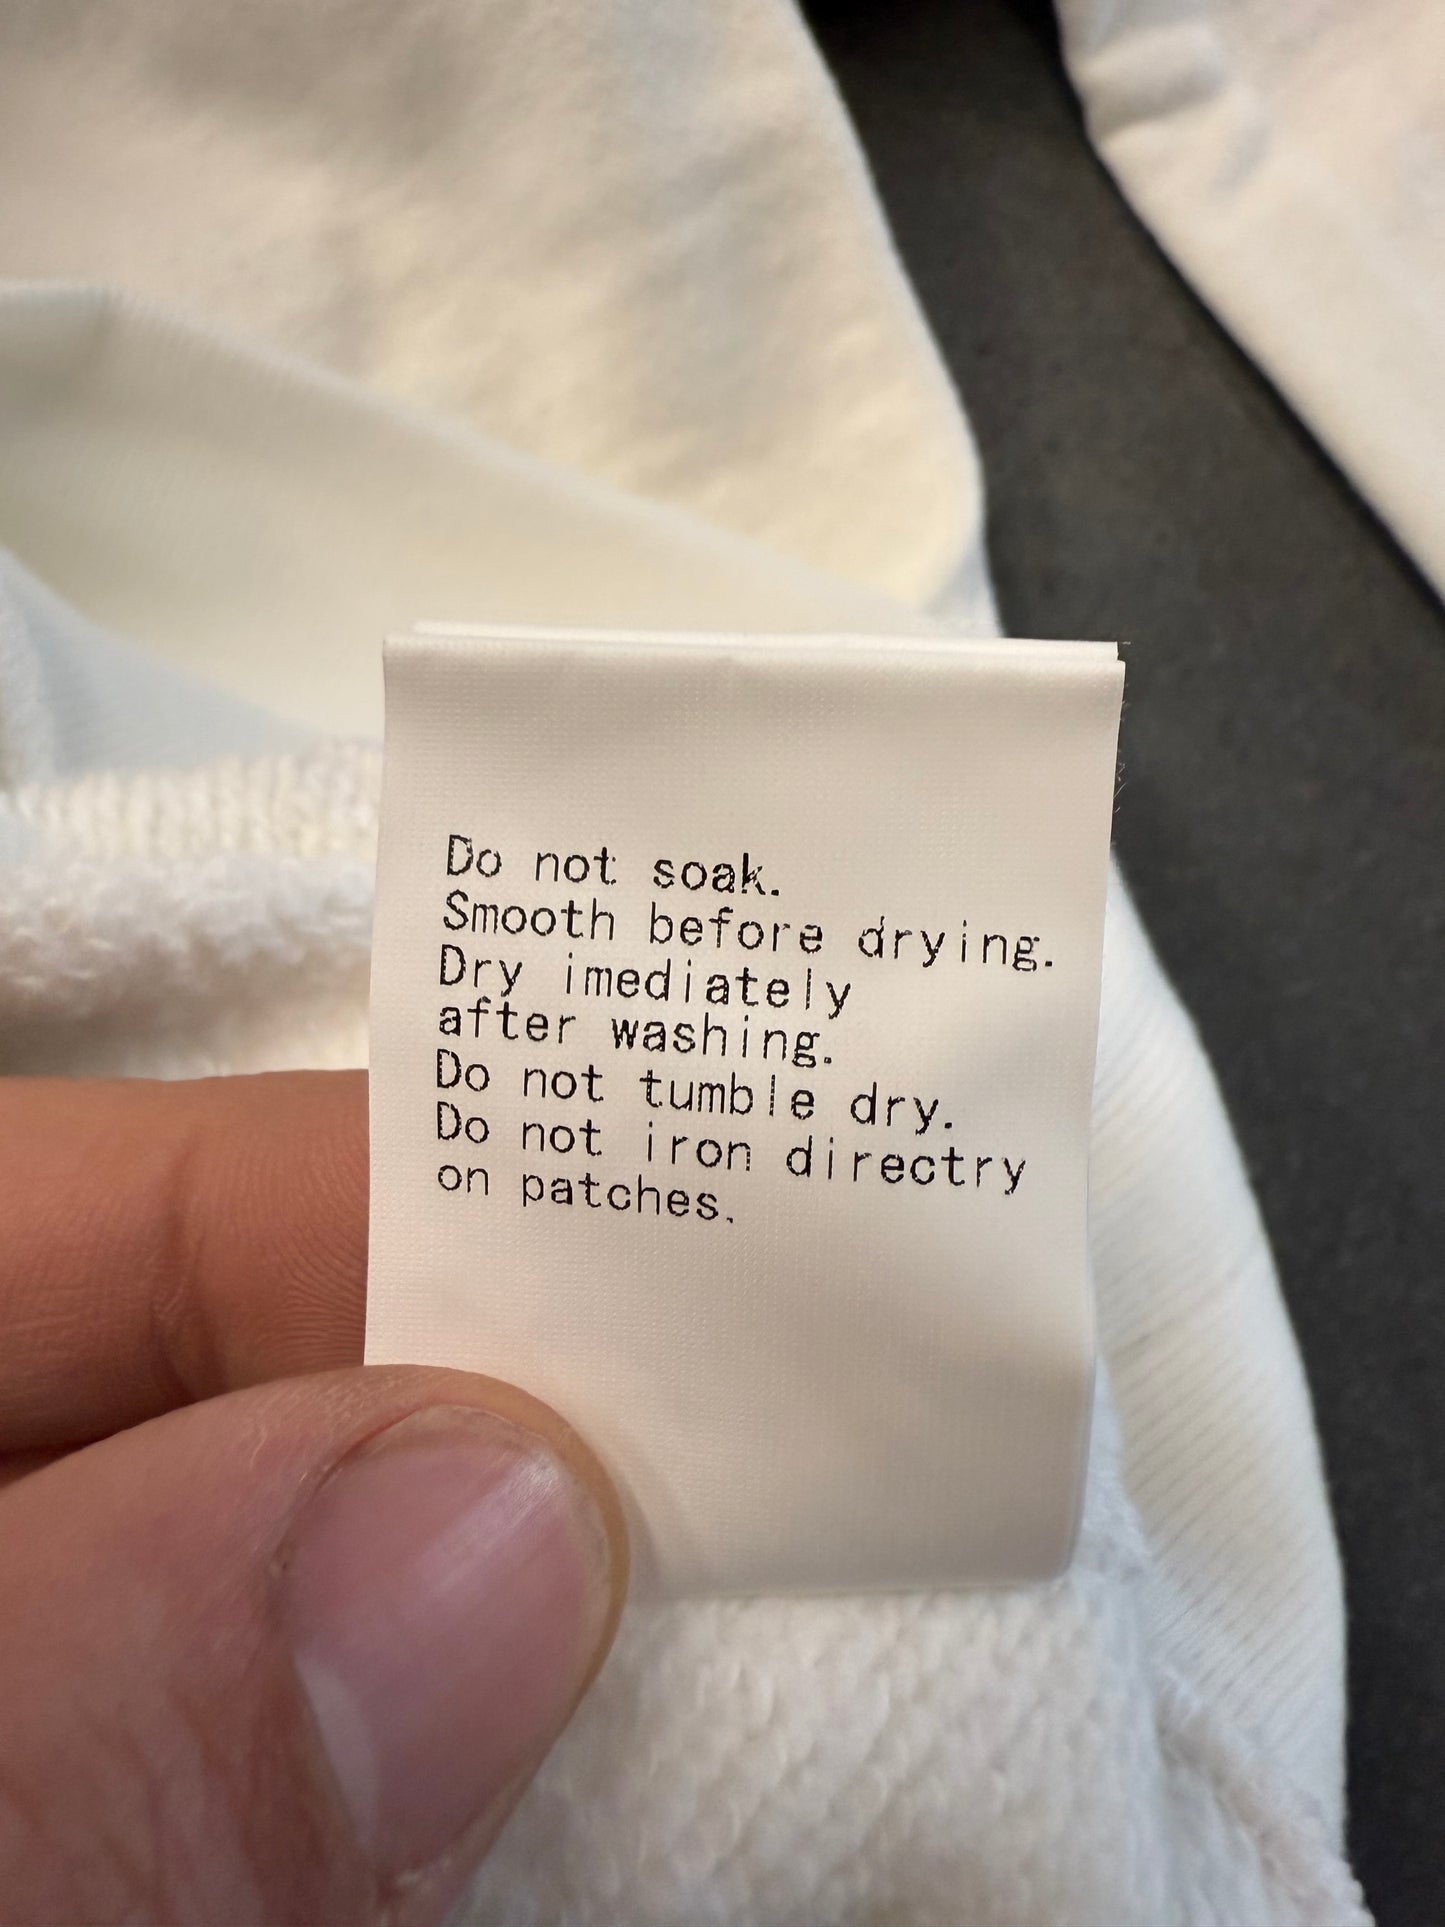 Do not soak.
Smooth before drying.
Dry imediately
after washing.
Do not tumble dry.
Do not iron directry
on patches.